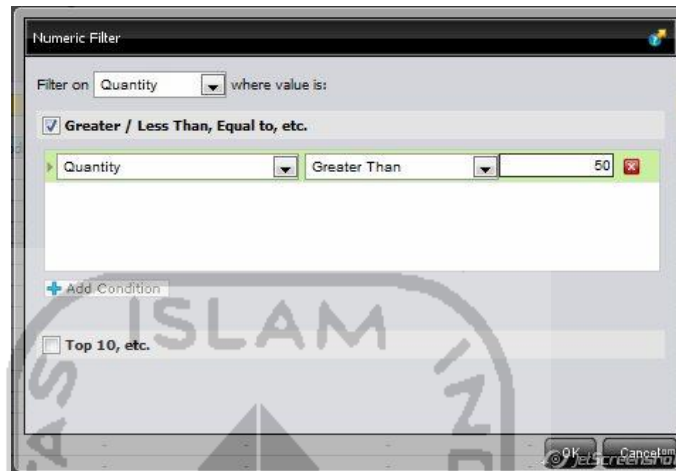 Numeric Filter
Filter on Quantity where value is:
Greater / Less Than, Equal to, etc.
Quantity Greater Than 50
Add Condition
ISLAM
Top 10, etc.
AS
OK Cancel